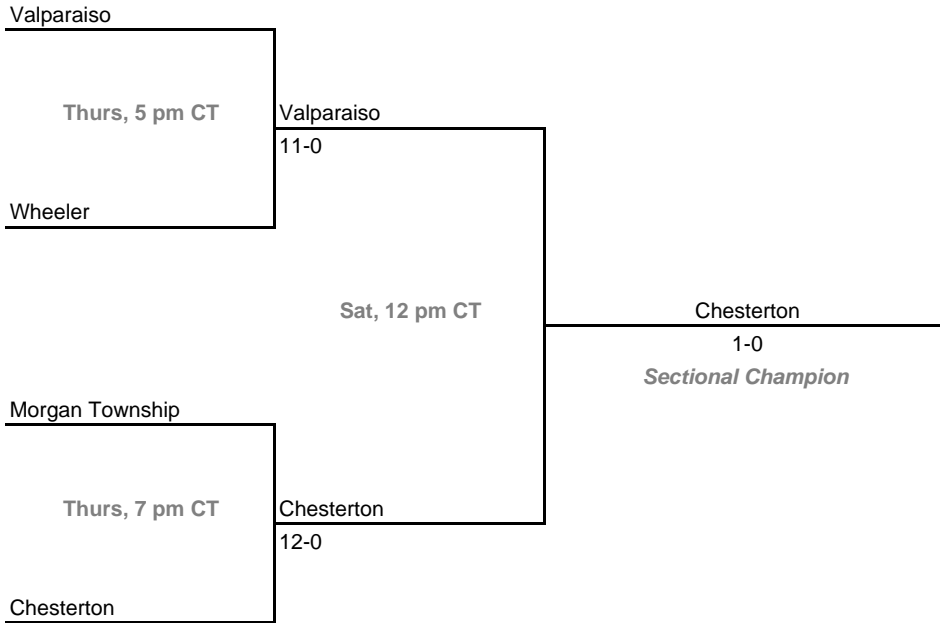 Valparaiso
Thurs, 5 pm CT
Valparaiso
11-0
Wheeler
Sat, 12 pm CT
Chesterton
1-0
Sectional Champion
Morgan Township
Thurs, 7 pm CT
Chesterton
12-0
Chesterton